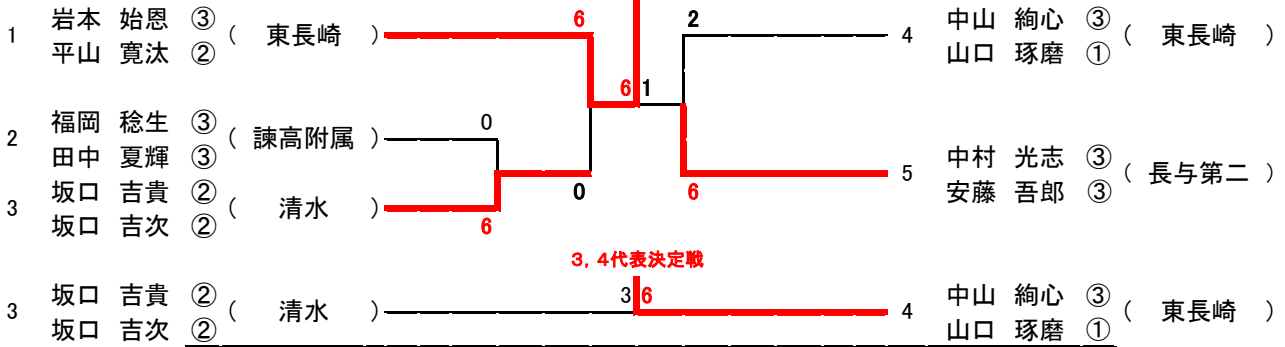 1 岩本 始恩 ③ ( 東長崎 ) 6
平山 寛汰 ②
2 福岡 稔生 ③ ( 諫高附属 ) 0
田中 夏輝 ③
3 坂口 吉貴 ② ( 清水 ) 6
坂口 吉次 ②
0
6 1
2 4 中山 絢心 ③ ( 東長崎 )
山口 琢磨 ①
6 5 中村 光志 ③ ( 長与第二 )
安藤 吾郎 ③
3，4代表決定戦
3 坂口 吉貴 ② ( 清水 ) 3 6 4 中山 絢心 ③ ( 東長崎 )
坂口 吉次 ② 山口 琢磨 ①